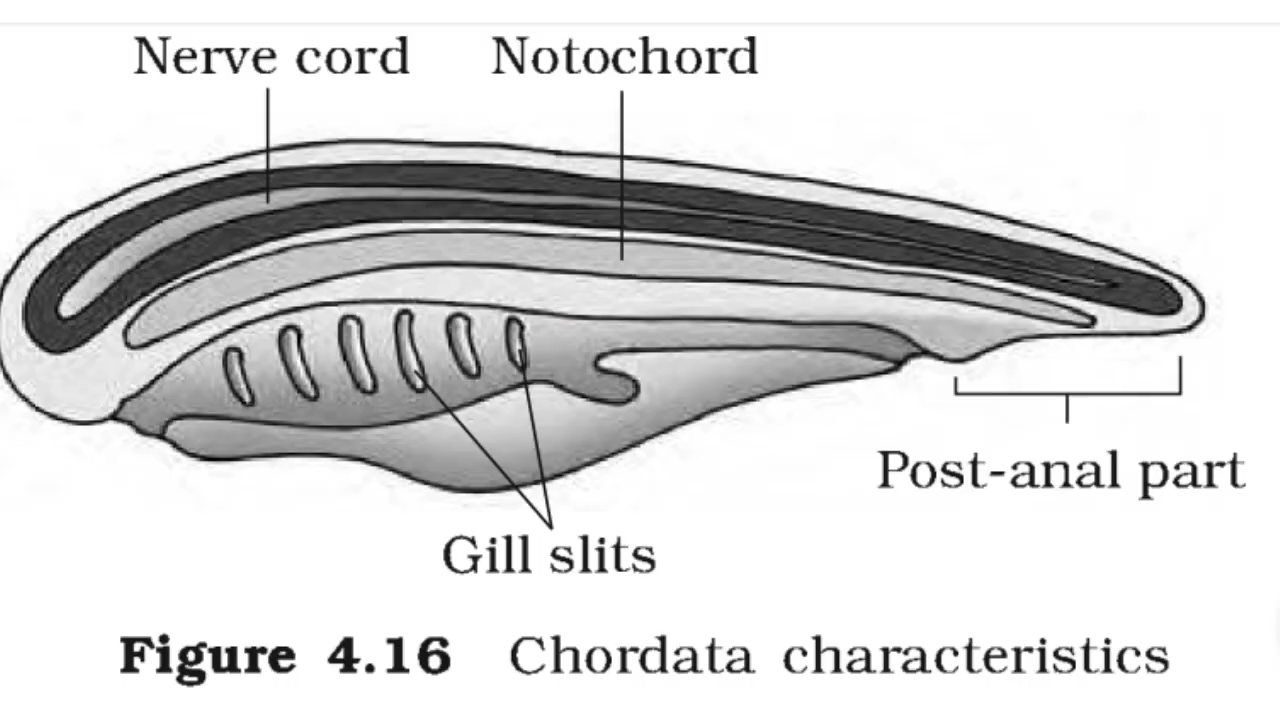 Nerve cord Notochord
Post-anal part
Gill slits
Figure 4.16 Chordata characteristics